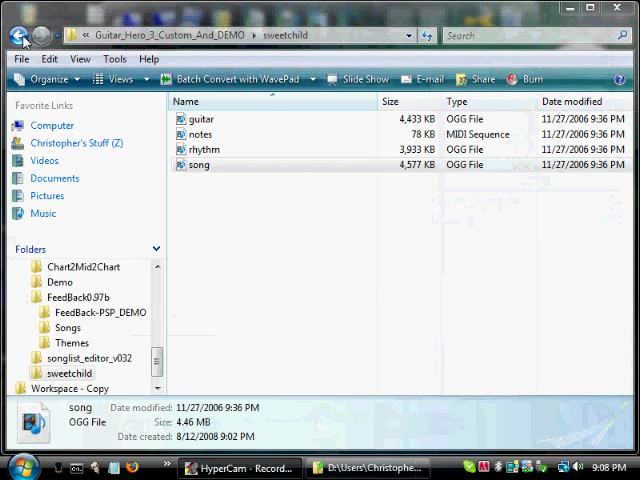 « Guitar_Hero_3_Custom_And_DEMO sweetchild Search
File Edit View Tools Help
Organize Views Batch Convert with WavePad Slide Show E-mail Share Burn
Favorite Links
Computer
Christopher's Stuff (Z)
Videos
Documents
Pictures
Music
Folders
Chart2Mid2Chart
Demo
FeedBack0.97b
FeedBack-PSP_DEMO
Songs
Themes
songlist_editor_v032
sweetchild
Workspace - Copy
Name Size Type Date modified
guitar 4,433 KB OGG File 11/27/2006 9:36 PM
notes 78 KB MIDI Sequence 11/27/2006 9:36 PM
rhythm 3,933 KB OGG File 11/27/2006 9:36 PM
song 4,577 KB OGG File 11/27/2006 9:36 PM
song Date modified: 11/27/2006 9:36 PM
OGG File Size: 4.46 MB
Date created: 8/12/2008 9:02 PM
» HyperCam - Record... D:\Users\Christophe... 9:08 PM